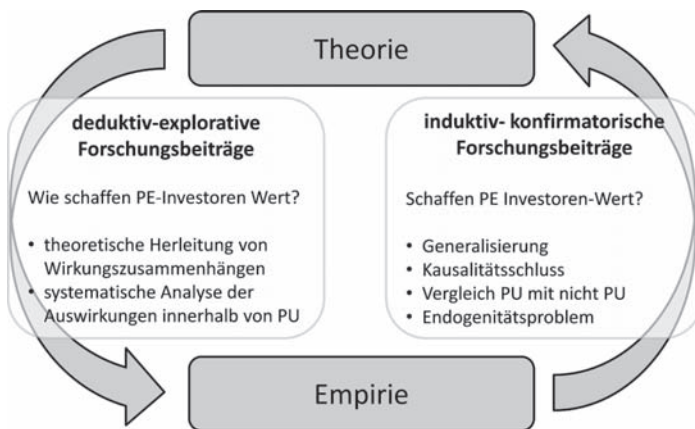 Theorie
deduktiv-explorative
Forschungsbeiträge
Wie schaffen PE-Investoren Wert?
• theoretische Herleitung von
Wirkungszusammenhängen
• systematische Analyse der
Auswirkungen innerhalb von PU
induktiv- konfirmatorische
Forschungsbeiträge
Schaffen PE Investoren-Wert?
• Generalisierung
• Kausalitätsschluss
• Vergleich PU mit nicht PU
• Endogenitätsproblem
Empirie